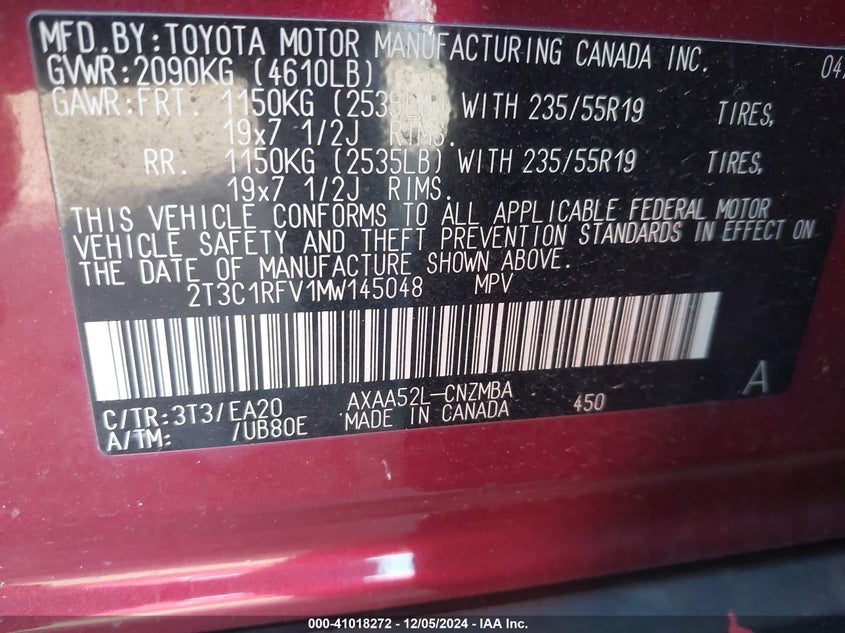 MFD.BY:TOYOTA MOTOR MANUFACTURING CANADA INC.
GVWR:2090KG (4610LB)
GAWR:FRT. 1150KG WITH 235/55R19 TIRES,
19x7 1/2J RIMS.
RR. 1150KG (2535LB) WITH 235/55R19 TIRES,
19x7 1/2J RIMS.
THIS VEHICLE CONFORMS TO ALL APPLICABLE FEDERAL MOTOR
VEHICLE SAFETY AND THEFT PREVENTION STANDARDS IN EFFECT ON
THE DATE OF MANUFACTURE SHOWN ABOVE.
2T3C1RFV1MW145048 MPV
A
C/TR:3T3/EA20 AXAA52L-CNZMBA 450
A/TM: /UB80E MADE IN CANADA
000-41018272 - 12/05/2024 - IAA Inc.